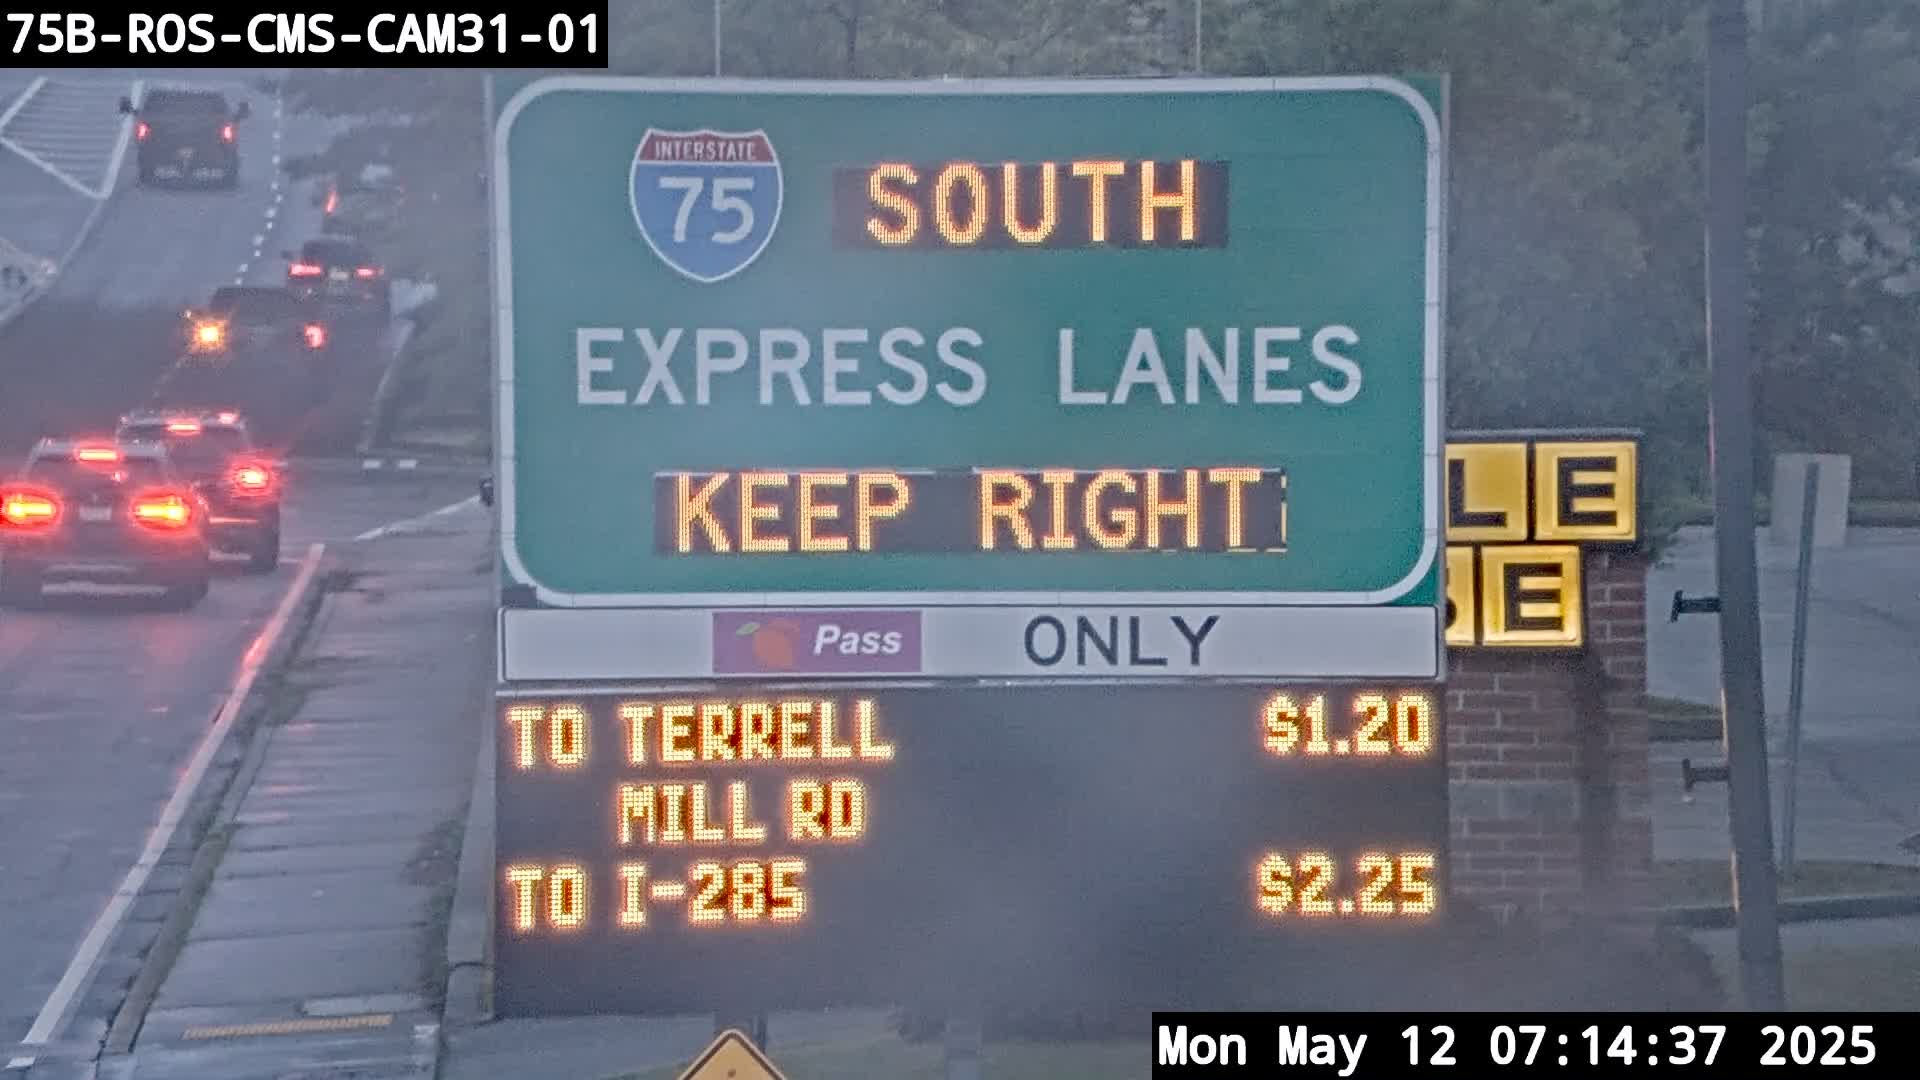 75B-ROS-CMS-CAM31-01
INTERSTATE
75
SOUTH
EXPRESS LANES
KEEP RIGHT
Pass ONLY
TO TERRELL $1.20
MILL RD
TO I-285 $2.25
LE
E
Mon May 12 07:14:37 2025